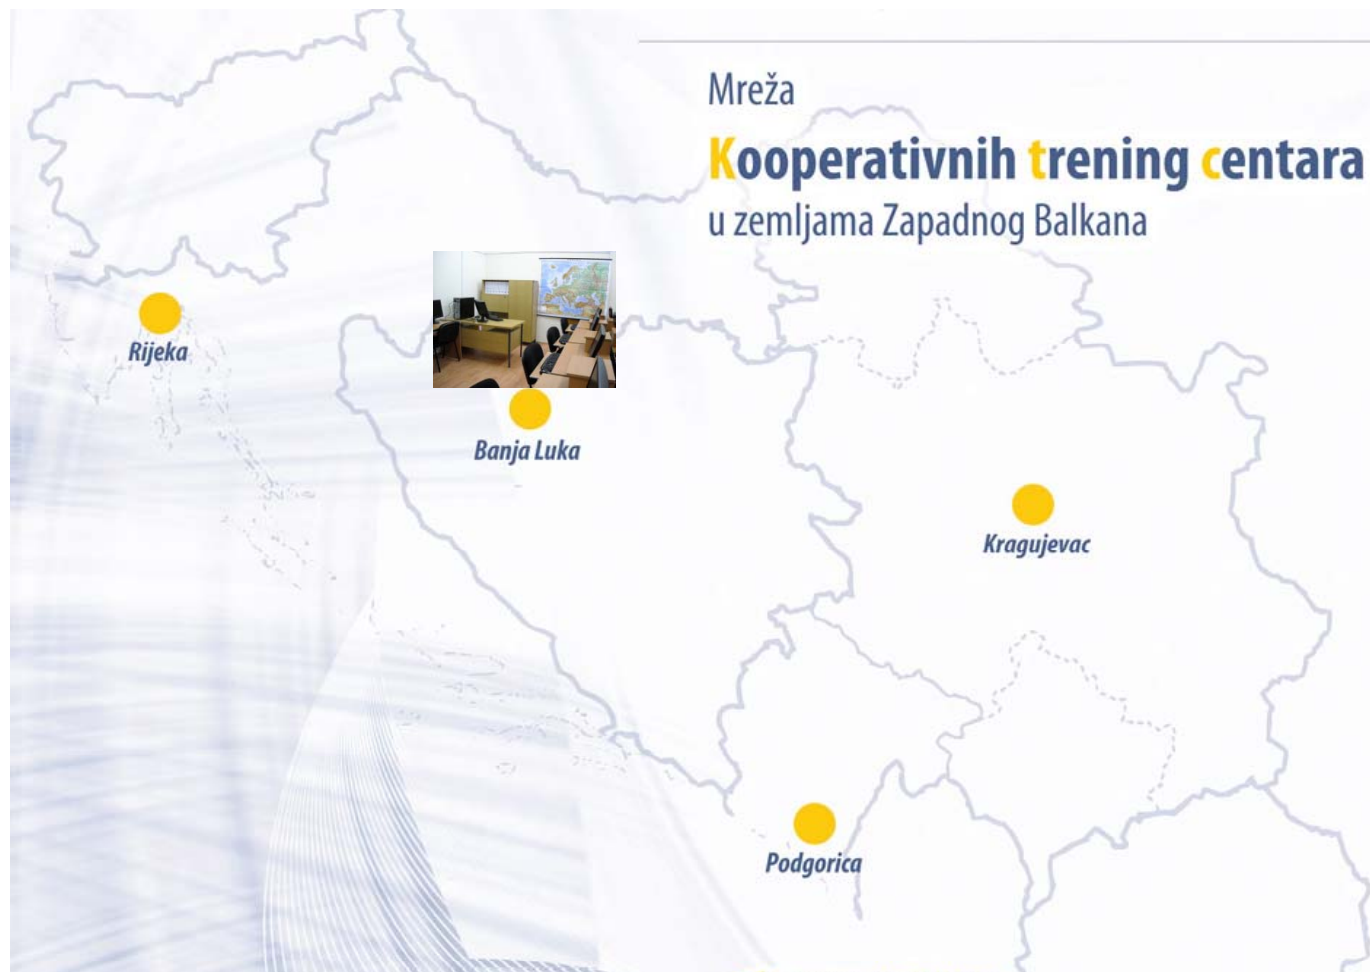 Mreža
Kooperativnih trening centara
u zemljama Zapadnog Balkana
Rijeka
Banja Luka
Kragujevac
Podgorica